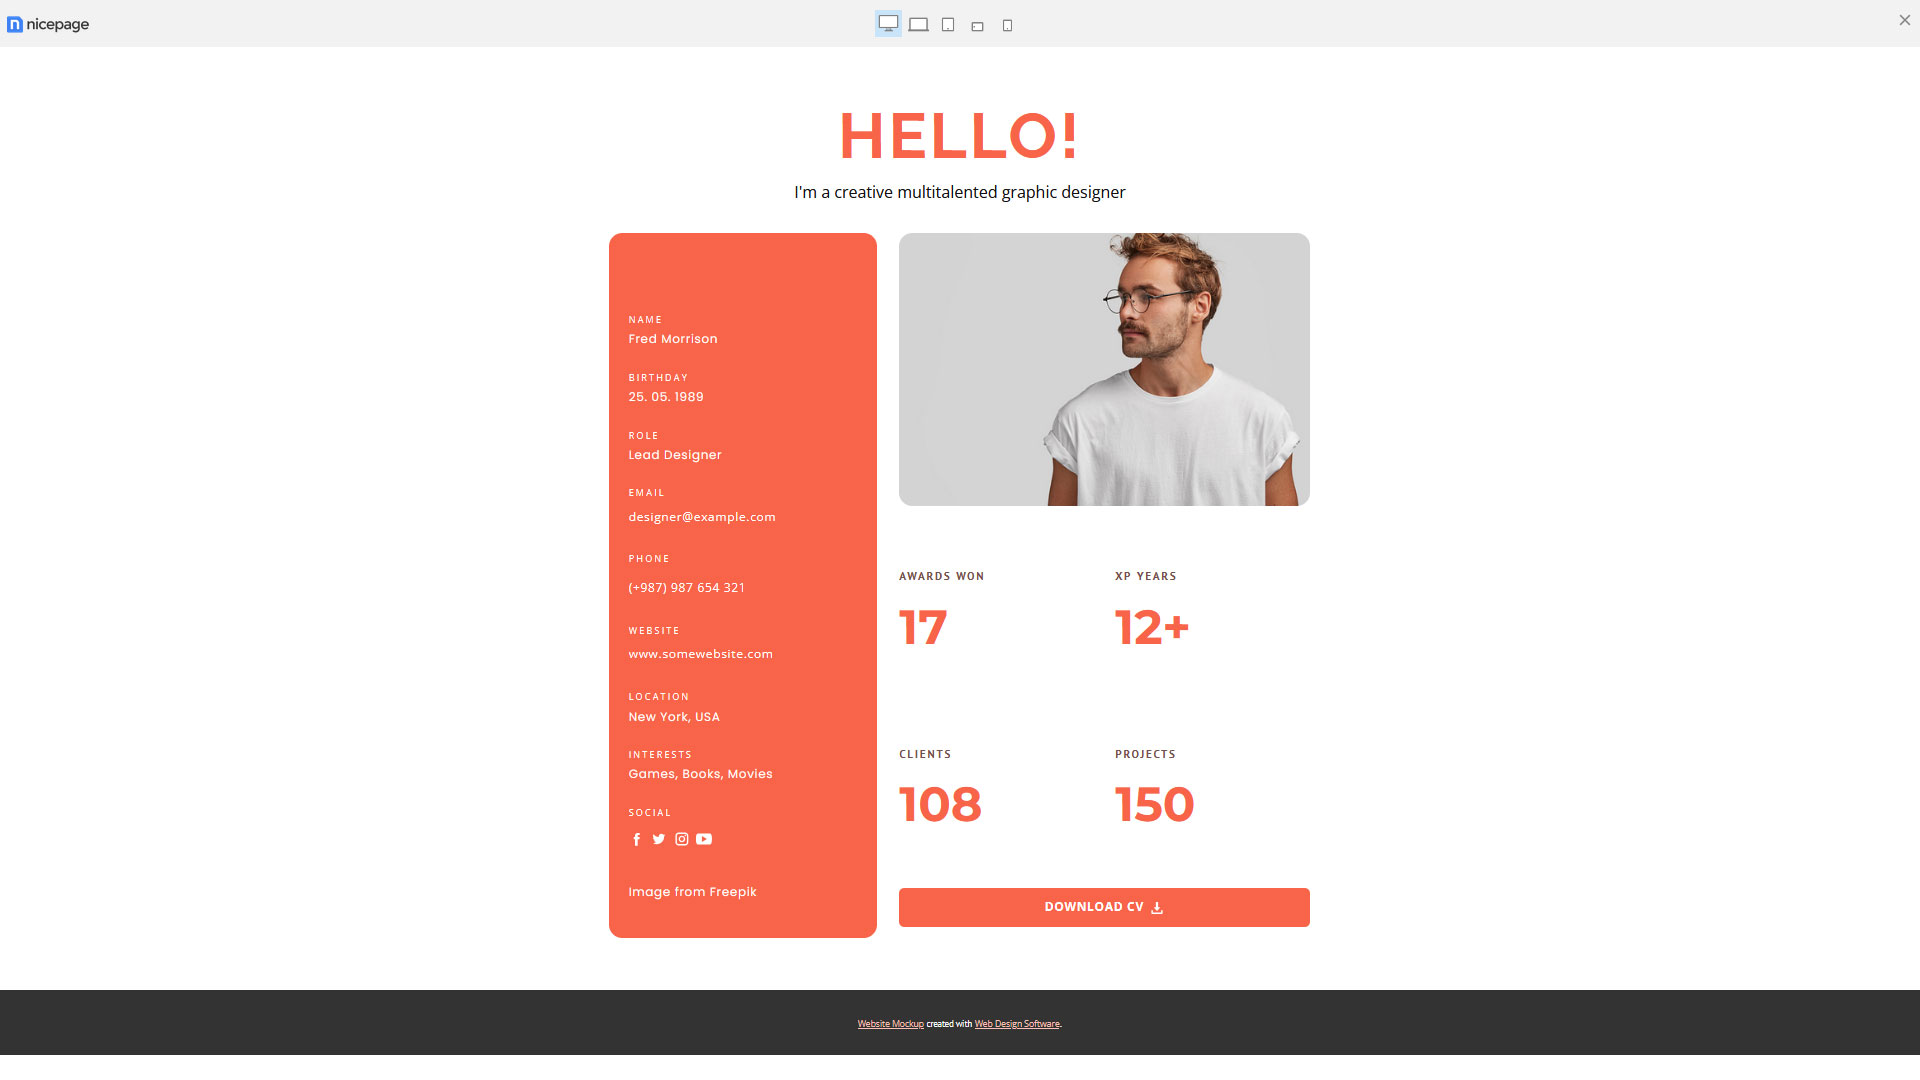 nicepage
HELLO!
I'm a creative multitalented graphic designer
NAME
Fred Morrison
BIRTHDAY
25. 05. 1989
ROLE
Lead Designer
EMAIL
designer@example.com
PHONE
(+987) 987 654 321
WEBSITE
www.somewebsite.com
LOCATION
New York, USA
INTERESTS
Games, Books, Movies
SOCIAL
Image from Freepik
AWARDS WON
17
XP YEARS
12+
CLIENTS
108
PROJECTS
150
DOWNLOAD CV
Website Mockup created with Web Design Software.